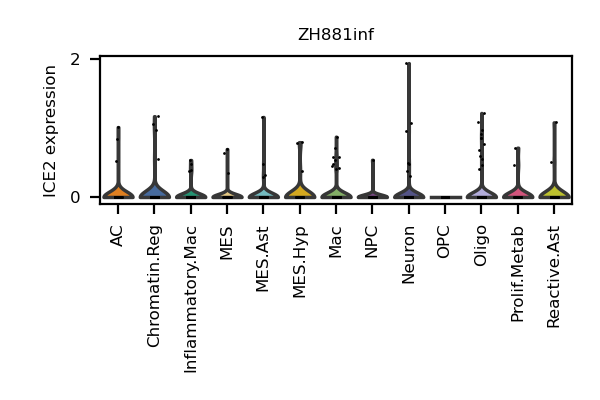 ZH881inf
ICE2 expression
2
0
AC
Chromatin.Reg
Inflammatory.Mac
MES
MES.Ast
MES.Hyp
Mac
NPC
Neuron
OPC
Oligo
Prolif.Metab
Reactive.Ast